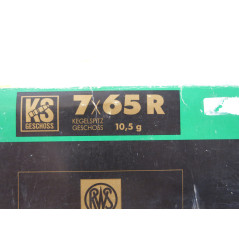 KS
GESCHOSS
7x65 R
KEGELSPITZ
GESCHOSS 10,5 g
RWS